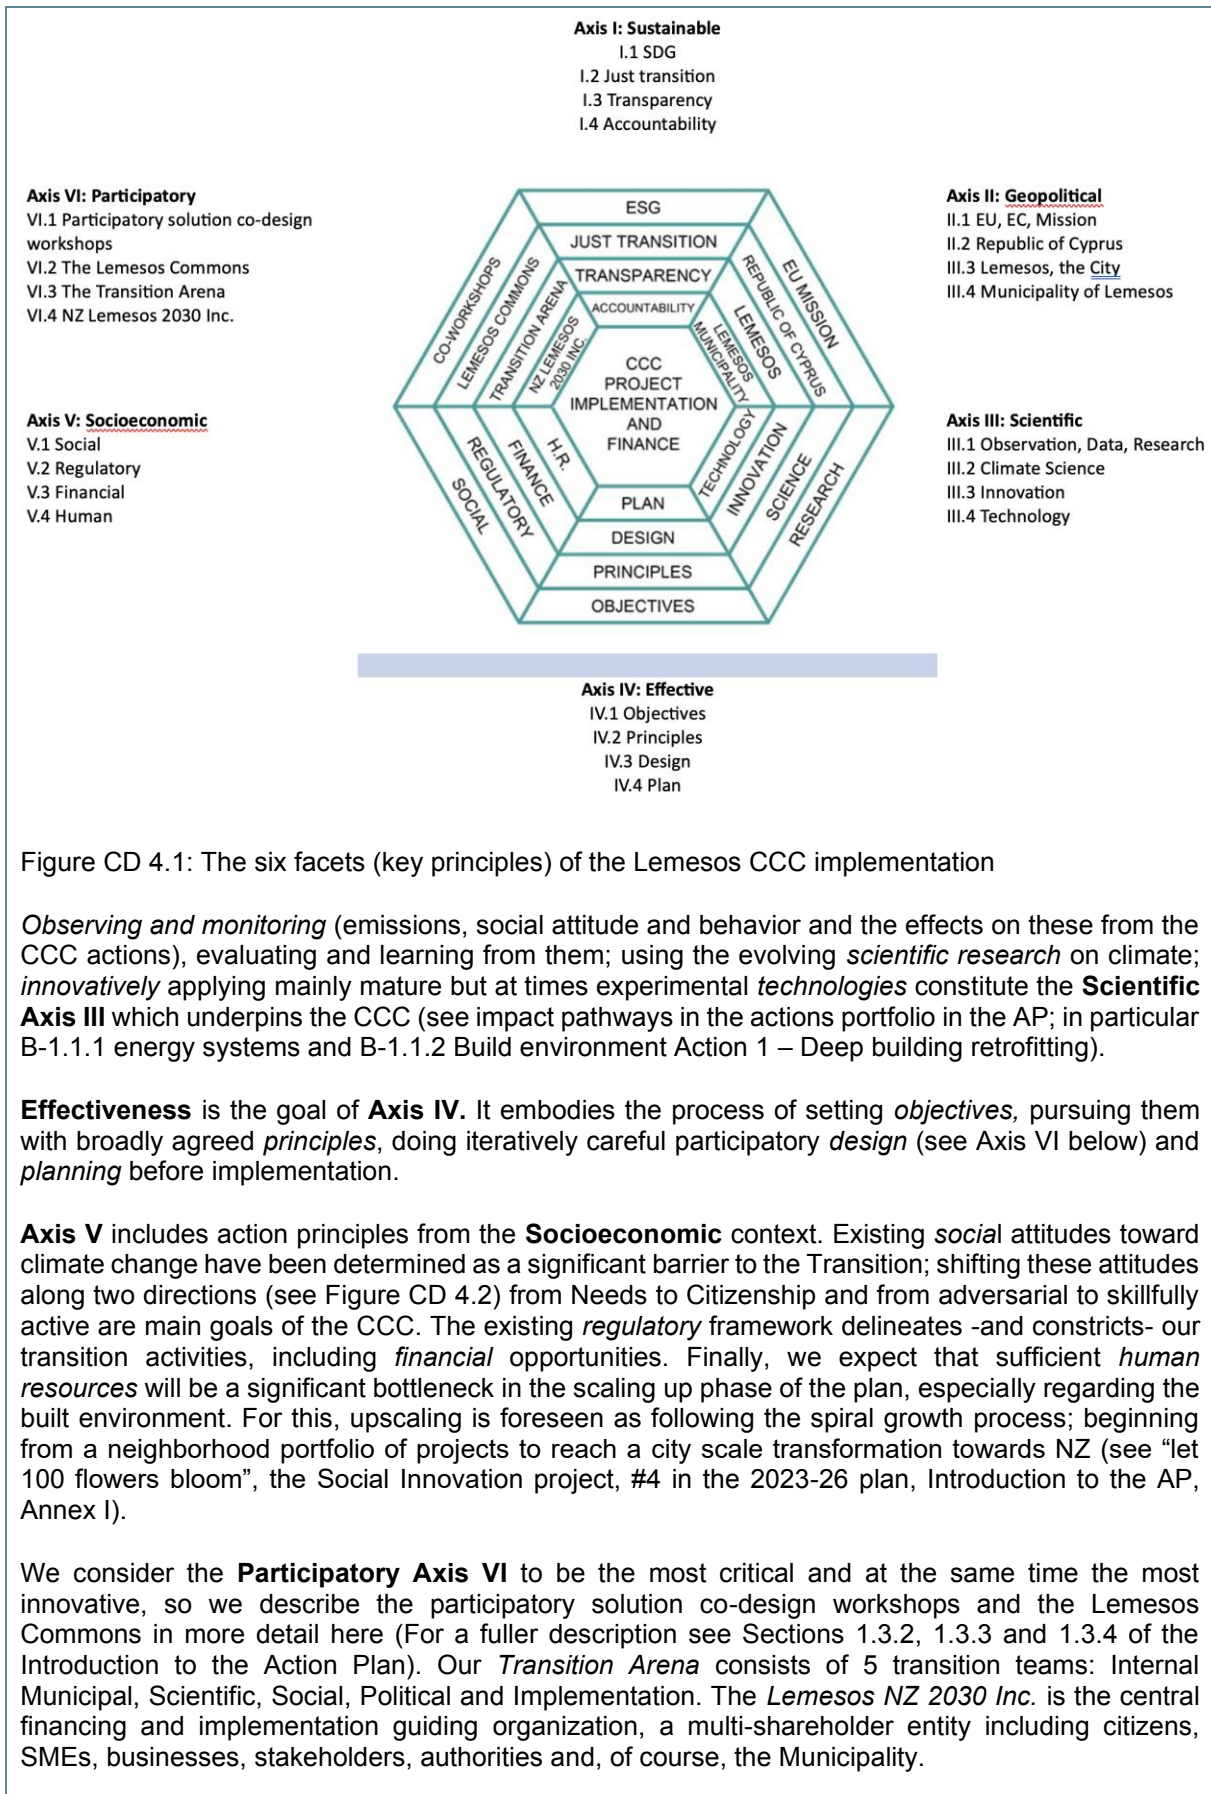 Axis I: Sustainable
I.1 SDG
I.2 Just transition
I.3 Transparency
I.4 Accountability
Axis VI: Participatory
VI.1 Participatory solution co-design
workshops
VI.2 The Lemesos Commons
VI.3 The Transition Arena
VI.4 NZ Lemesos 2030 Inc.
Axis II: Geopolitical
II.1 EU, EC, Mission
II.2 Republic of Cyprus
III.3 Lemesos, the City
III.4 Municipality of Lemesos
ESG
JUST TRANSITION
TRANSPARENCY
ACCOUNTABILITY
CO-WORKSHOPS
LEMESOS COMMONS
TRANSITION ARENA
NZ LEMESOS
2030 INC.
EU MISSION
REPUBLIC OF CYPRUS
LEMESOS
LEMESOS
MUNICIPALITY
CCC
PROJECT
IMPLEMENTATION
AND
FINANCE
SOCIAL
REGULATORY
FINANCE
H.R.
TECHNOLOGY
INNOVATION
SCIENCE
RESEARCH
PLAN
DESIGN
PRINCIPLES
OBJECTIVES
Axis V: Socioeconomic
V.1 Social
V.2 Regulatory
V.3 Financial
V.4 Human
Axis III: Scientific
III.1 Observation, Data, Research
III.2 Climate Science
III.3 Innovation
III.4 Technology
Axis IV: Effective
IV.1 Objectives
IV.2 Principles
IV.3 Design
IV.4 Plan
Figure CD 4.1: The six facets (key principles) of the Lemesos CCC implementation
Observing and monitoring (emissions, social attitude and behavior and the effects on these from the
CCC actions), evaluating and learning from them; using the evolving scientific research on climate;
innovatively applying mainly mature but at times experimental technologies constitute the Scientific
Axis III which underpins the CCC (see impact pathways in the actions portfolio in the AP; in particular
B-1.1.1 energy systems and B-1.1.2 Build environment Action 1 – Deep building retrofitting).
Effectiveness is the goal of Axis IV. It embodies the process of setting objectives, pursuing them
with broadly agreed principles, doing iteratively careful participatory design (see Axis VI below) and
planning before implementation.
Axis V includes action principles from the Socioeconomic context. Existing social attitudes toward
climate change have been determined as a significant barrier to the Transition; shifting these attitudes
along two directions (see Figure CD 4.2) from Needs to Citizenship and from adversarial to skillfully
active are main goals of the CCC. The existing regulatory framework delineates -and constricts- our
transition activities, including financial opportunities. Finally, we expect that sufficient human
resources will be a significant bottleneck in the scaling up phase of the plan, especially regarding the
built environment. For this, upscaling is foreseen as following the spiral growth process; beginning
from a neighborhood portfolio of projects to reach a city scale transformation towards NZ (see “let
100 flowers bloom”, the Social Innovation project, #4 in the 2023-26 plan, Introduction to the AP,
Annex I).
We consider the Participatory Axis VI to be the most critical and at the same time the most
innovative, so we describe the participatory solution co-design workshops and the Lemesos
Commons in more detail here (For a fuller description see Sections 1.3.2, 1.3.3 and 1.3.4 of the
Introduction to the Action Plan). Our Transition Arena consists of 5 transition teams: Internal
Municipal, Scientific, Social, Political and Implementation. The Lemesos NZ 2030 Inc. is the central
financing and implementation guiding organization, a multi-shareholder entity including citizens,
SMEs, businesses, stakeholders, authorities and, of course, the Municipality.